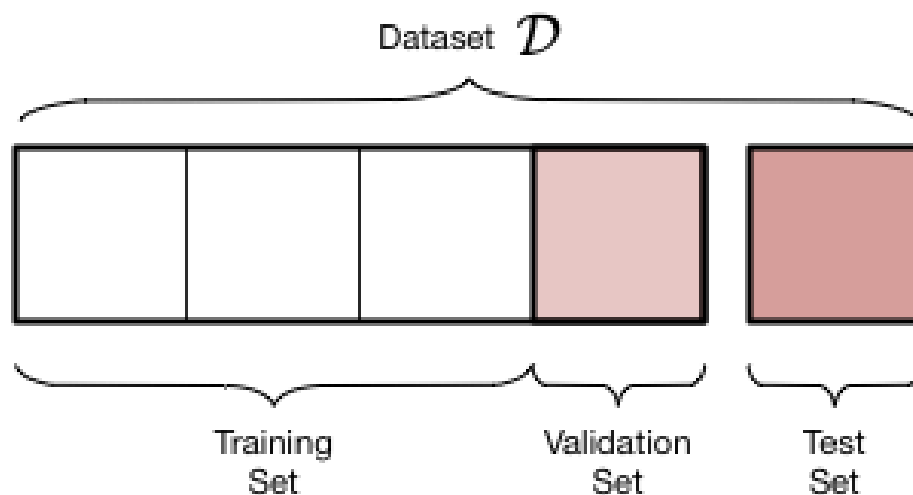 Dataset 𝒟
Training Validation Test
Set Set Set